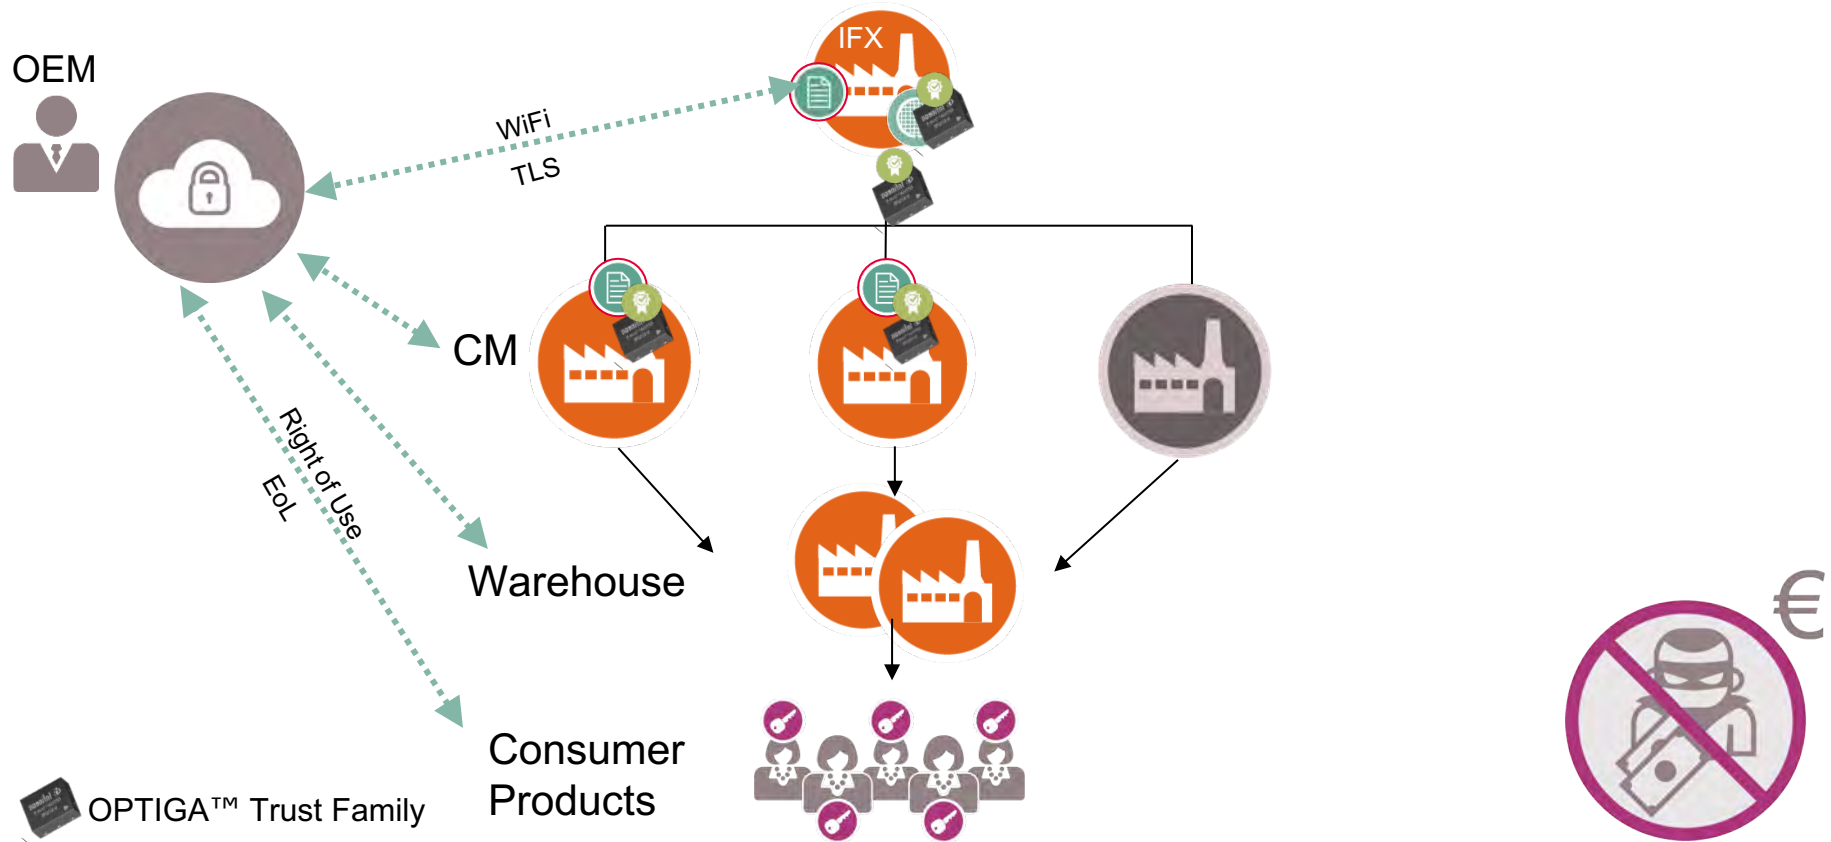 IFX
OEM
WiFi
TLS
CM
Right of Use
EoL
Warehouse
€
Consumer
Products
OPTIGA™ Trust Family